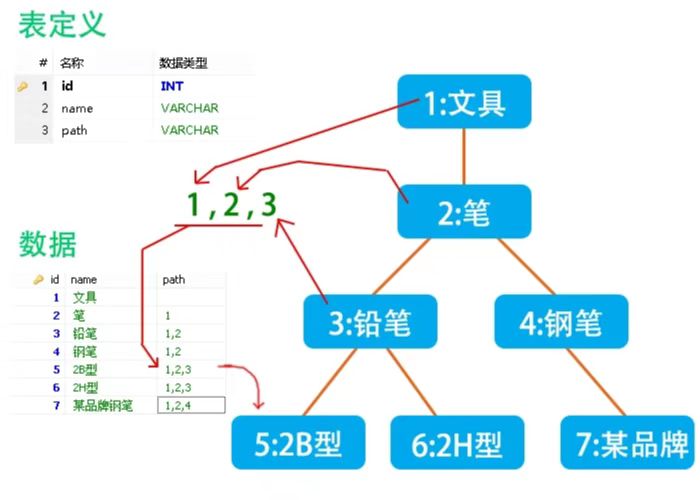 表定义
# 名称 数据类型
1 id INT
2 name VARCHAR
3 path VARCHAR
1:文具
1,2,3
2:笔
数据
id name path
1 文具
2 笔 1
3 铅笔 1,2
4 钢笔 1,2
5 2B型 1,2,3
6 2H型 1,2,3
7 某品牌钢笔 1,2,4
3:铅笔
4:钢笔
5:2B型
6:2H型
7:某品牌